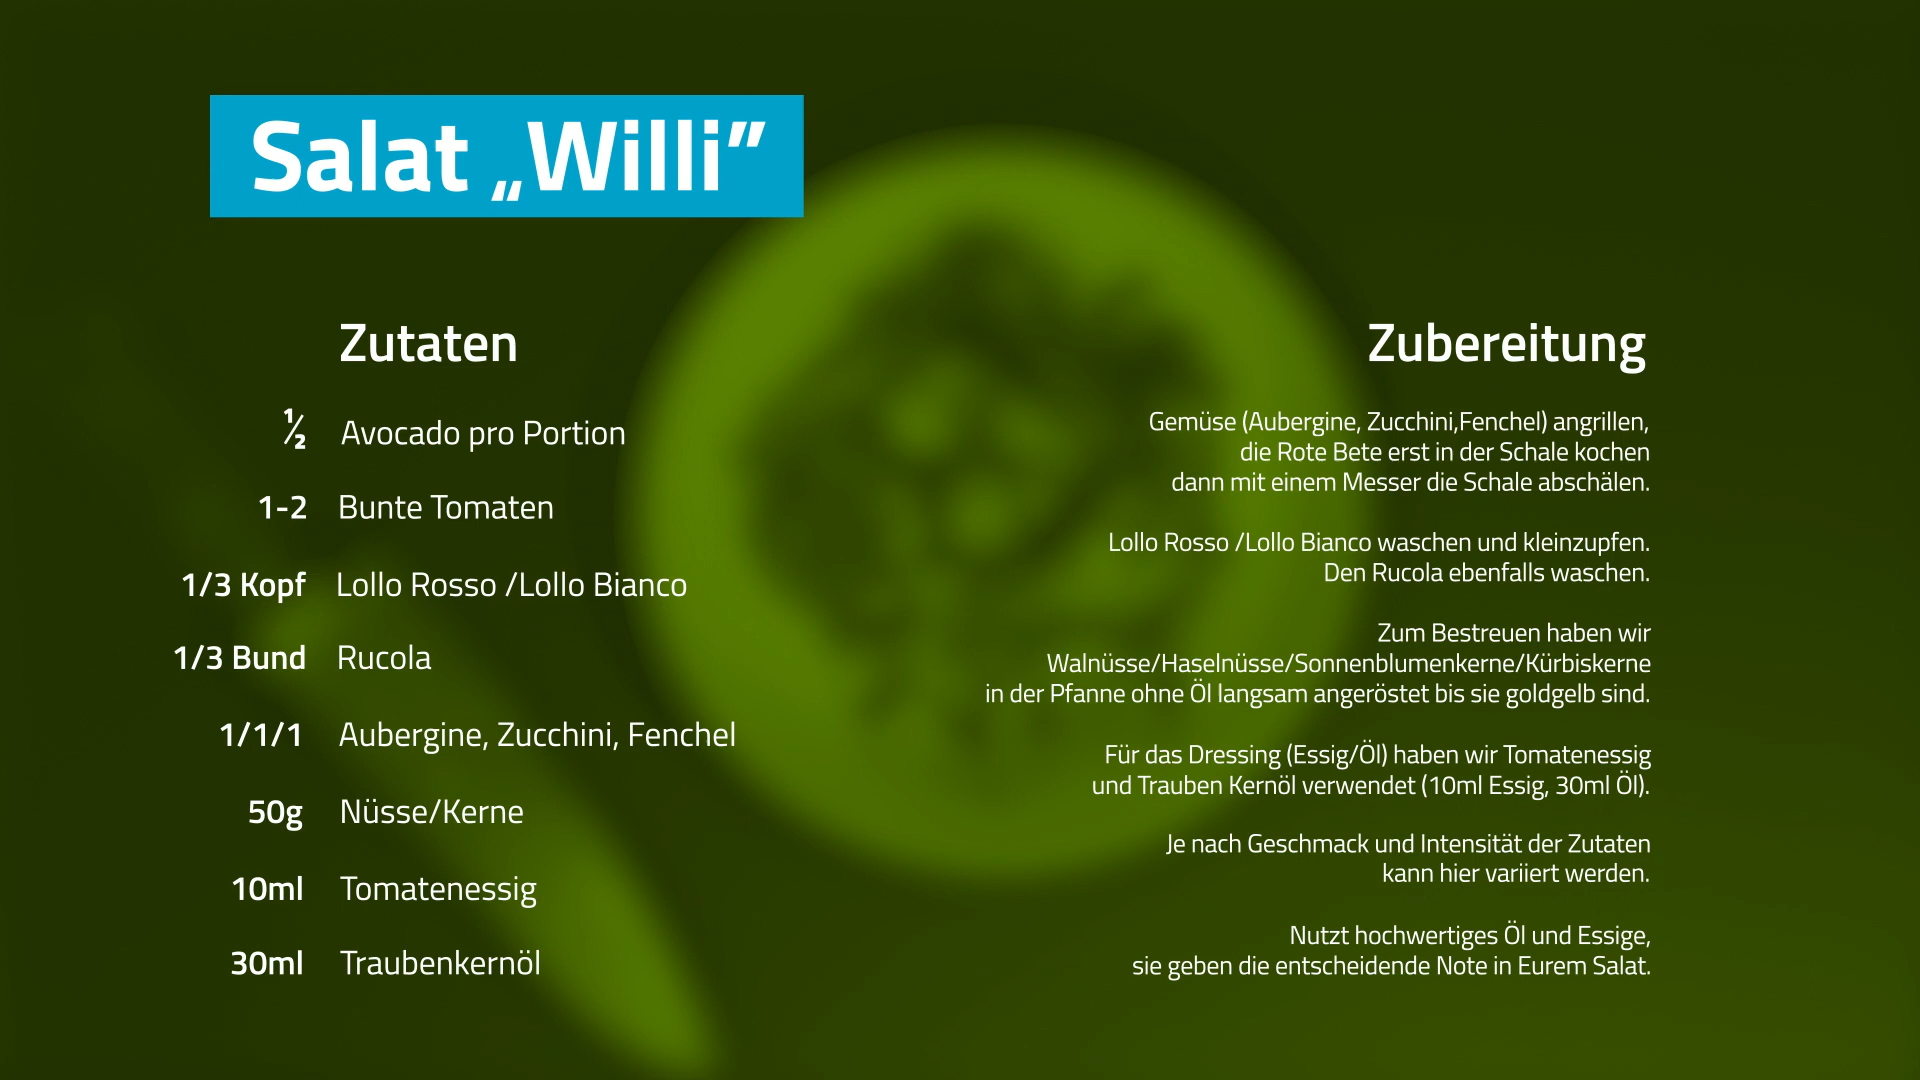 Salat „Willi”
Zutaten
½ Avocado pro Portion
1-2 Bunte Tomaten
1/3 Kopf Lollo Rosso /Lollo Bianco
1/3 Bund Rucola
1/1/1 Aubergine, Zucchini, Fenchel
50g Nüsse/Kerne
10ml Tomatenessig
30ml Traubenkernöl
Zubereitung
Gemüse (Aubergine, Zucchini,Fenchel) angrillen,
die Rote Bete erst in der Schale kochen
dann mit einem Messer die Schale abschälen.
Lollo Rosso /Lollo Bianco waschen und kleinzupfen.
Den Rucola ebenfalls waschen.
Zum Bestreuen haben wir
Walnüsse/Haselnüsse/Sonnenblumenkerne/Kürbiskerne
in der Pfanne ohne Öl langsam angeröstet bis sie goldgelb sind.
Für das Dressing (Essig/Öl) haben wir Tomatenessig
und Trauben Kernöl verwendet (10ml Essig, 30ml Öl).
Je nach Geschmack und Intensität der Zutaten
kann hier variiert werden.
Nutzt hochwertiges Öl und Essige,
sie geben die entscheidende Note in Eurem Salat.